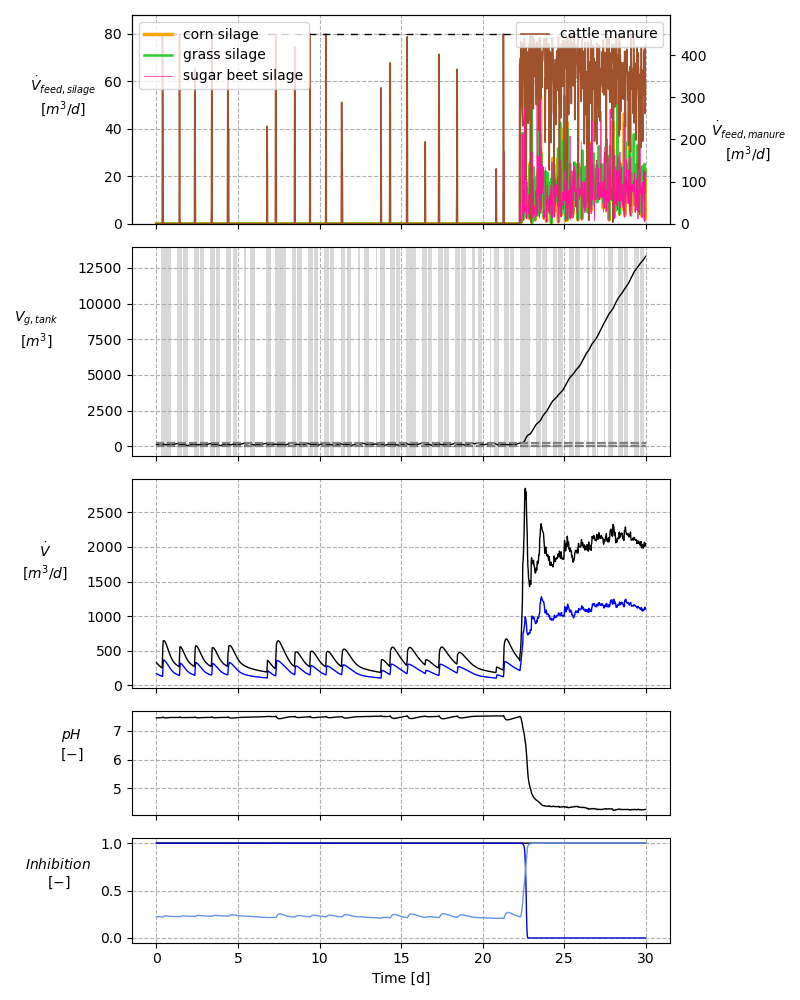 corn silage
grass silage
sugar beet silage
cattle manure
V̇feed,silage
[m³/d]
80
60
40
20
0
400
300
200
100
0
V̇feed,manure
[m³/d]
Vg,tank
[m³]
12500
10000
7500
5000
2500
0
V̇
[m³/d]
2500
2000
1500
1000
500
0
pH
[−]
7
6
5
Inhibition
[−]
1.0
0.5
0.0
0 5 10 15 20 25 30
Time [d]